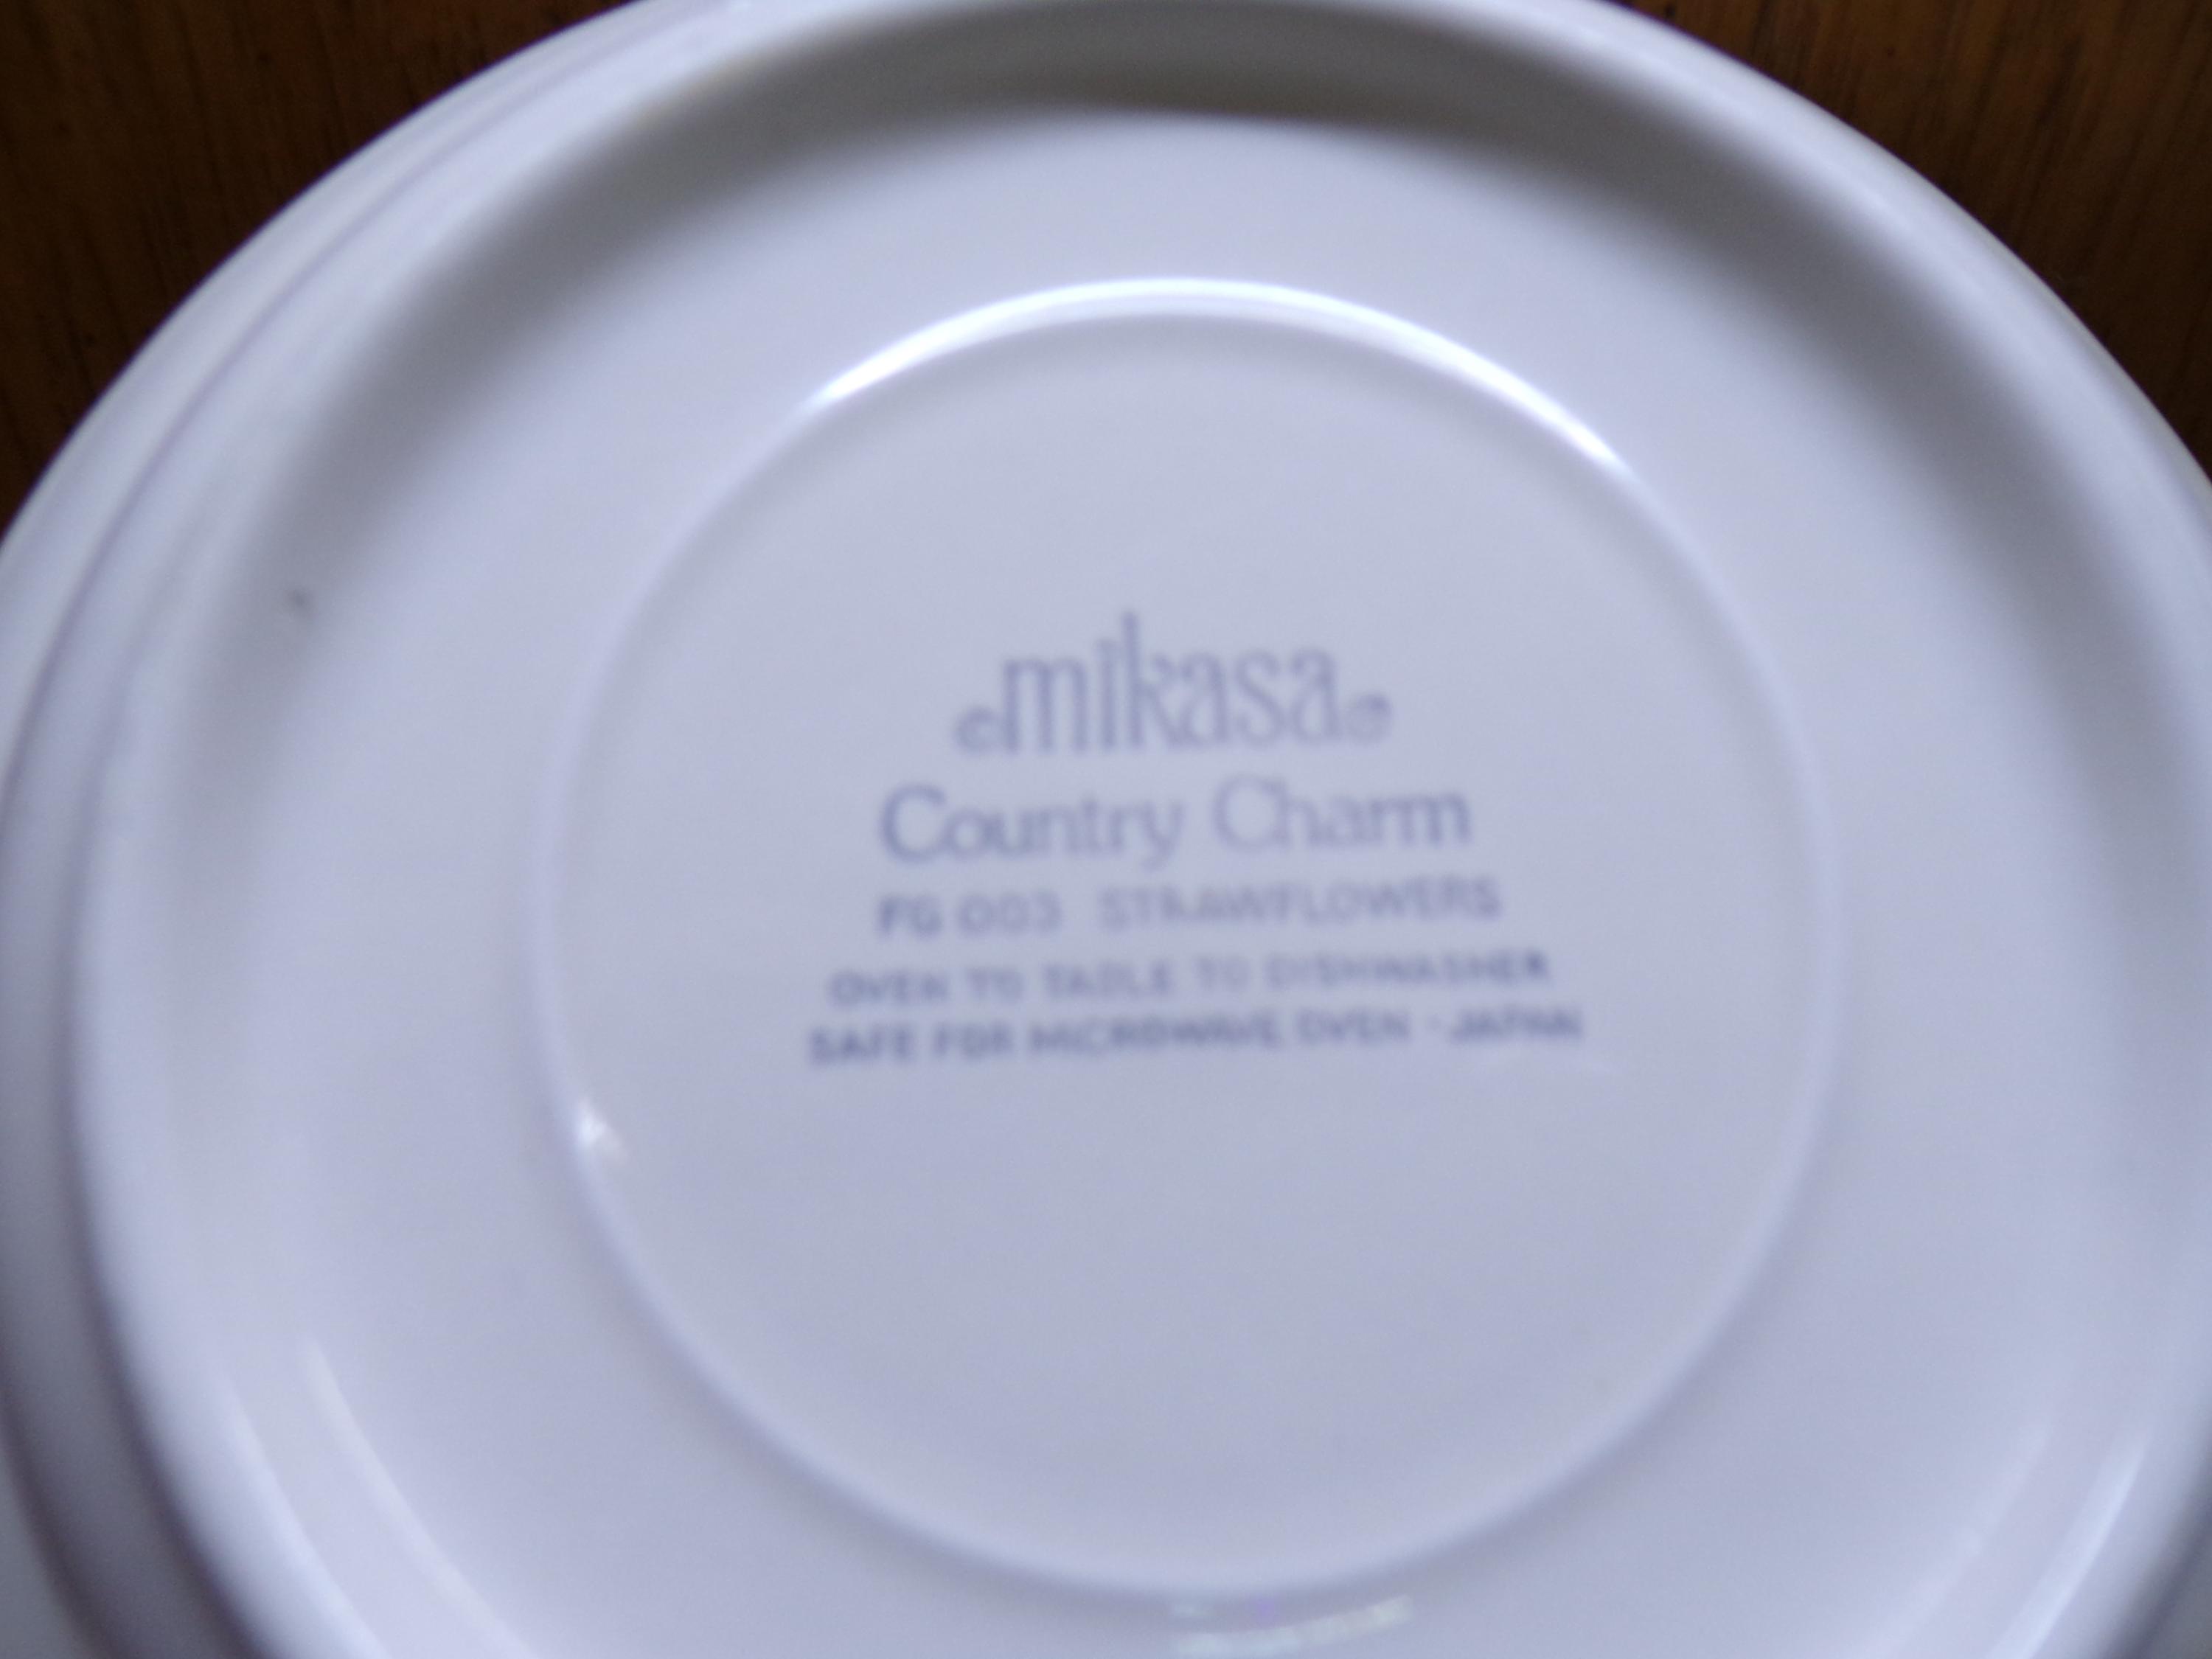 mikasa
Country Charm
FG 003 STRAWFLOWERS
OVEN TO TABLE TO DISHWASHER
SAFE FOR MICROWAVE OVEN - JAPAN